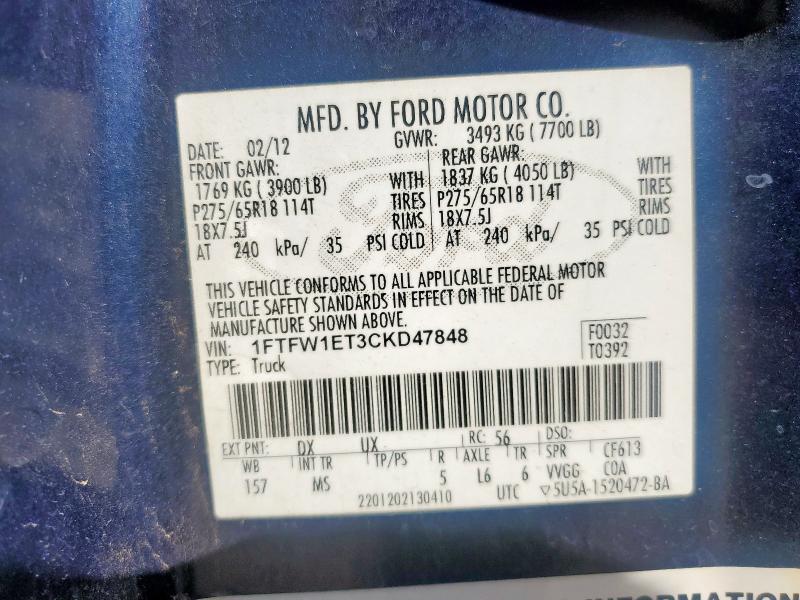 MFD. BY FORD MOTOR CO.
DATE: 02/12 GVWR: 3493 KG ( 7700 LB)
FRONT GAWR: REAR GAWR:
1769 KG ( 3900 LB) WITH 1837 KG ( 4050 LB) WITH
P275/65R18 114T TIRES P275/65R18 114T TIRES
18X7.5J RIMS 18X7.5J RIMS
AT 240 kPa/ 35 PSI COLD AT 240 kPa/ 35 PSI COLD
Ford
THIS VEHICLE CONFORMS TO ALL APPLICABLE FEDERAL MOTOR
VEHICLE SAFETY STANDARDS IN EFFECT ON THE DATE OF
MANUFACTURE SHOWN ABOVE.
VIN: 1FTFW1ET3CKD47848 F0032
TYPE: Truck T0392
EXT PNT: DX UX RC: 56 DSO:
WB INT TR TP/PS R AXLE TR SPR CF613
157 MS 5 L6 6 VVGG COA
2201202130410 UTC ▽5U5A-1520472-BA
INFORMATION